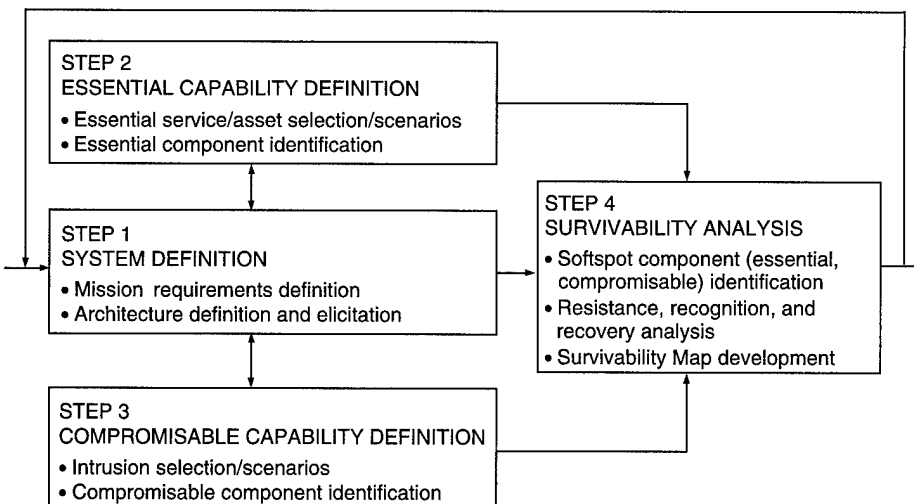 STEP 2
ESSENTIAL CAPABILITY DEFINITION
• Essential service/asset selection/scenarios
• Essential component identification
STEP 1
SYSTEM DEFINITION
• Mission requirements definition
• Architecture definition and elicitation
STEP 3
COMPROMISABLE CAPABILITY DEFINITION
• Intrusion selection/scenarios
• Compromisable component identification
STEP 4
SURVIVABILITY ANALYSIS
• Softspot component (essential,
compromisable) identification
• Resistance, recognition, and
recovery analysis
• Survivability Map development